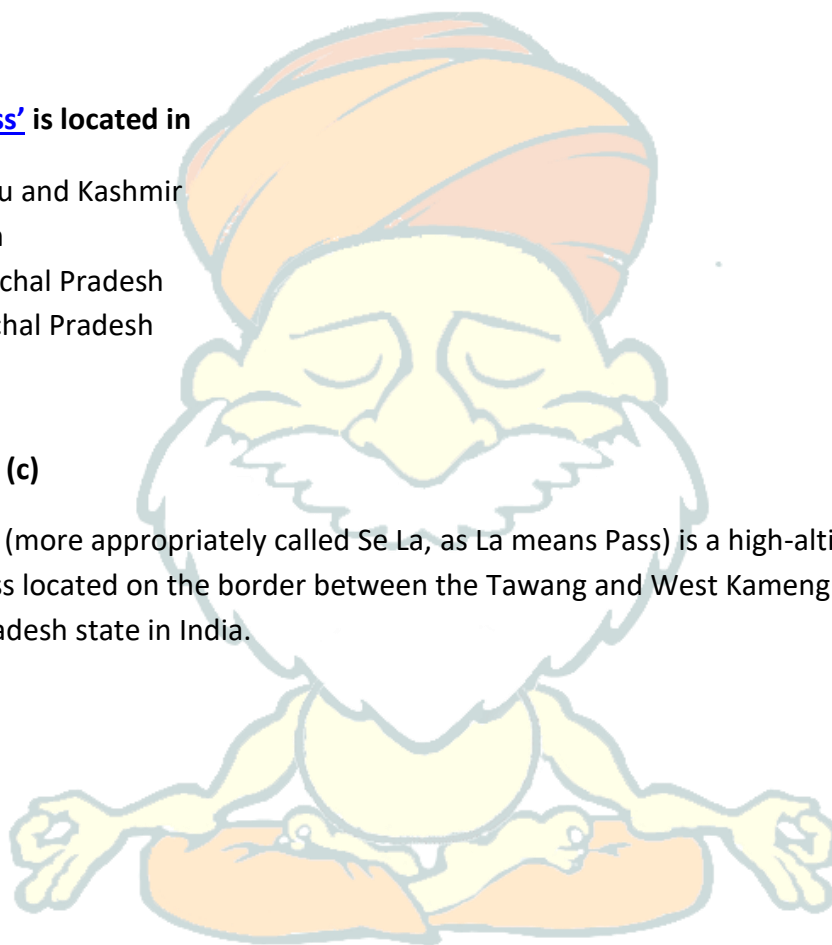 ss’ is located in
u and Kashmir
chal Pradesh
chal Pradesh
(c)
(more appropriately called Se La, as La means Pass) is a high-alti
ss located on the border between the Tawang and West Kameng
adesh state in India.